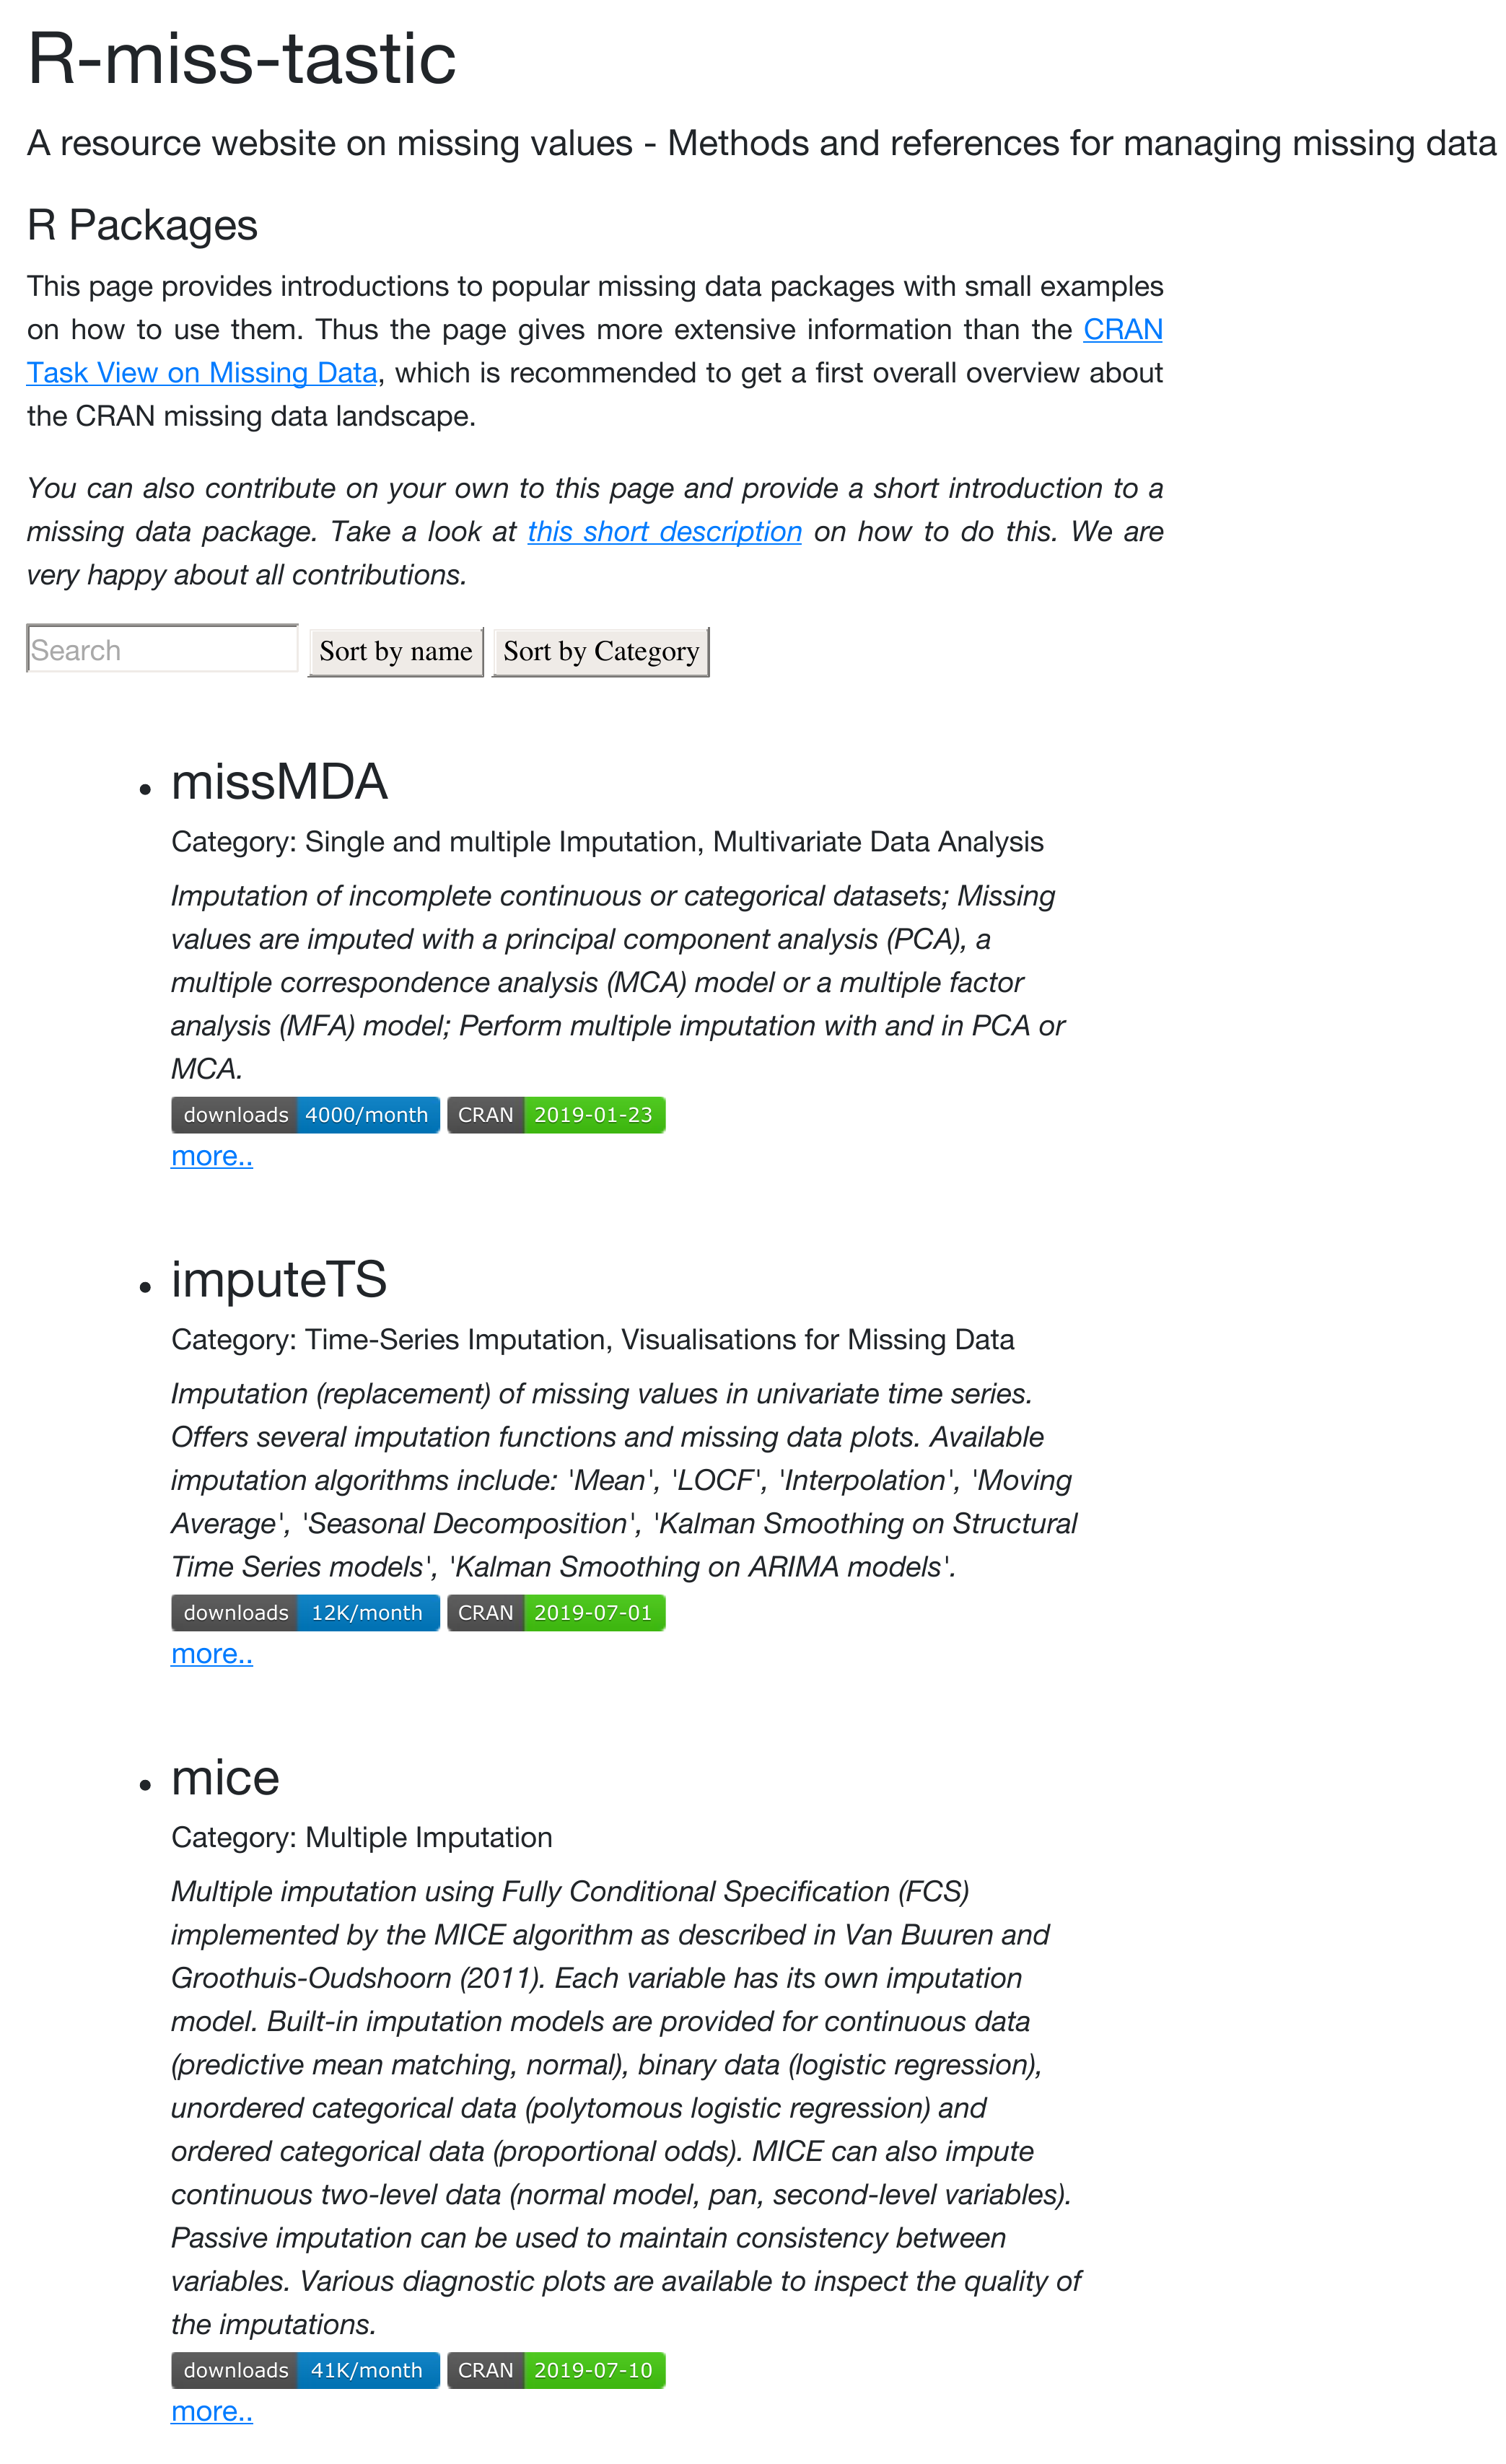 R-miss-tastic
A resource website on missing values - Methods and references for managing missing data
R Packages
This page provides introductions to popular missing data packages with small examples
on how to use them. Thus the page gives more extensive information than the CRAN
Task View on Missing Data, which is recommended to get a first overall overview about
the CRAN missing data landscape.
You can also contribute on your own to this page and provide a short introduction to a
missing data package. Take a look at this short description on how to do this. We are
very happy about all contributions.
Search Sort by name Sort by Category
• missMDA
Category: Single and multiple Imputation, Multivariate Data Analysis
Imputation of incomplete continuous or categorical datasets; Missing
values are imputed with a principal component analysis (PCA), a
multiple correspondence analysis (MCA) model or a multiple factor
analysis (MFA) model; Perform multiple imputation with and in PCA or
MCA.
downloads 4000/month CRAN 2019-01-23
more..
• imputeTS
Category: Time-Series Imputation, Visualisations for Missing Data
Imputation (replacement) of missing values in univariate time series.
Offers several imputation functions and missing data plots. Available
imputation algorithms include: 'Mean', 'LOCF', 'Interpolation', 'Moving
Average', 'Seasonal Decomposition', 'Kalman Smoothing on Structural
Time Series models', 'Kalman Smoothing on ARIMA models'.
downloads 12K/month CRAN 2019-07-01
more..
• mice
Category: Multiple Imputation
Multiple imputation using Fully Conditional Specification (FCS)
implemented by the MICE algorithm as described in Van Buuren and
Groothuis-Oudshoorn (2011). Each variable has its own imputation
model. Built-in imputation models are provided for continuous data
(predictive mean matching, normal), binary data (logistic regression),
unordered categorical data (polytomous logistic regression) and
ordered categorical data (proportional odds). MICE can also impute
continuous two-level data (normal model, pan, second-level variables).
Passive imputation can be used to maintain consistency between
variables. Various diagnostic plots are available to inspect the quality of
the imputations.
downloads 41K/month CRAN 2019-07-10
more..